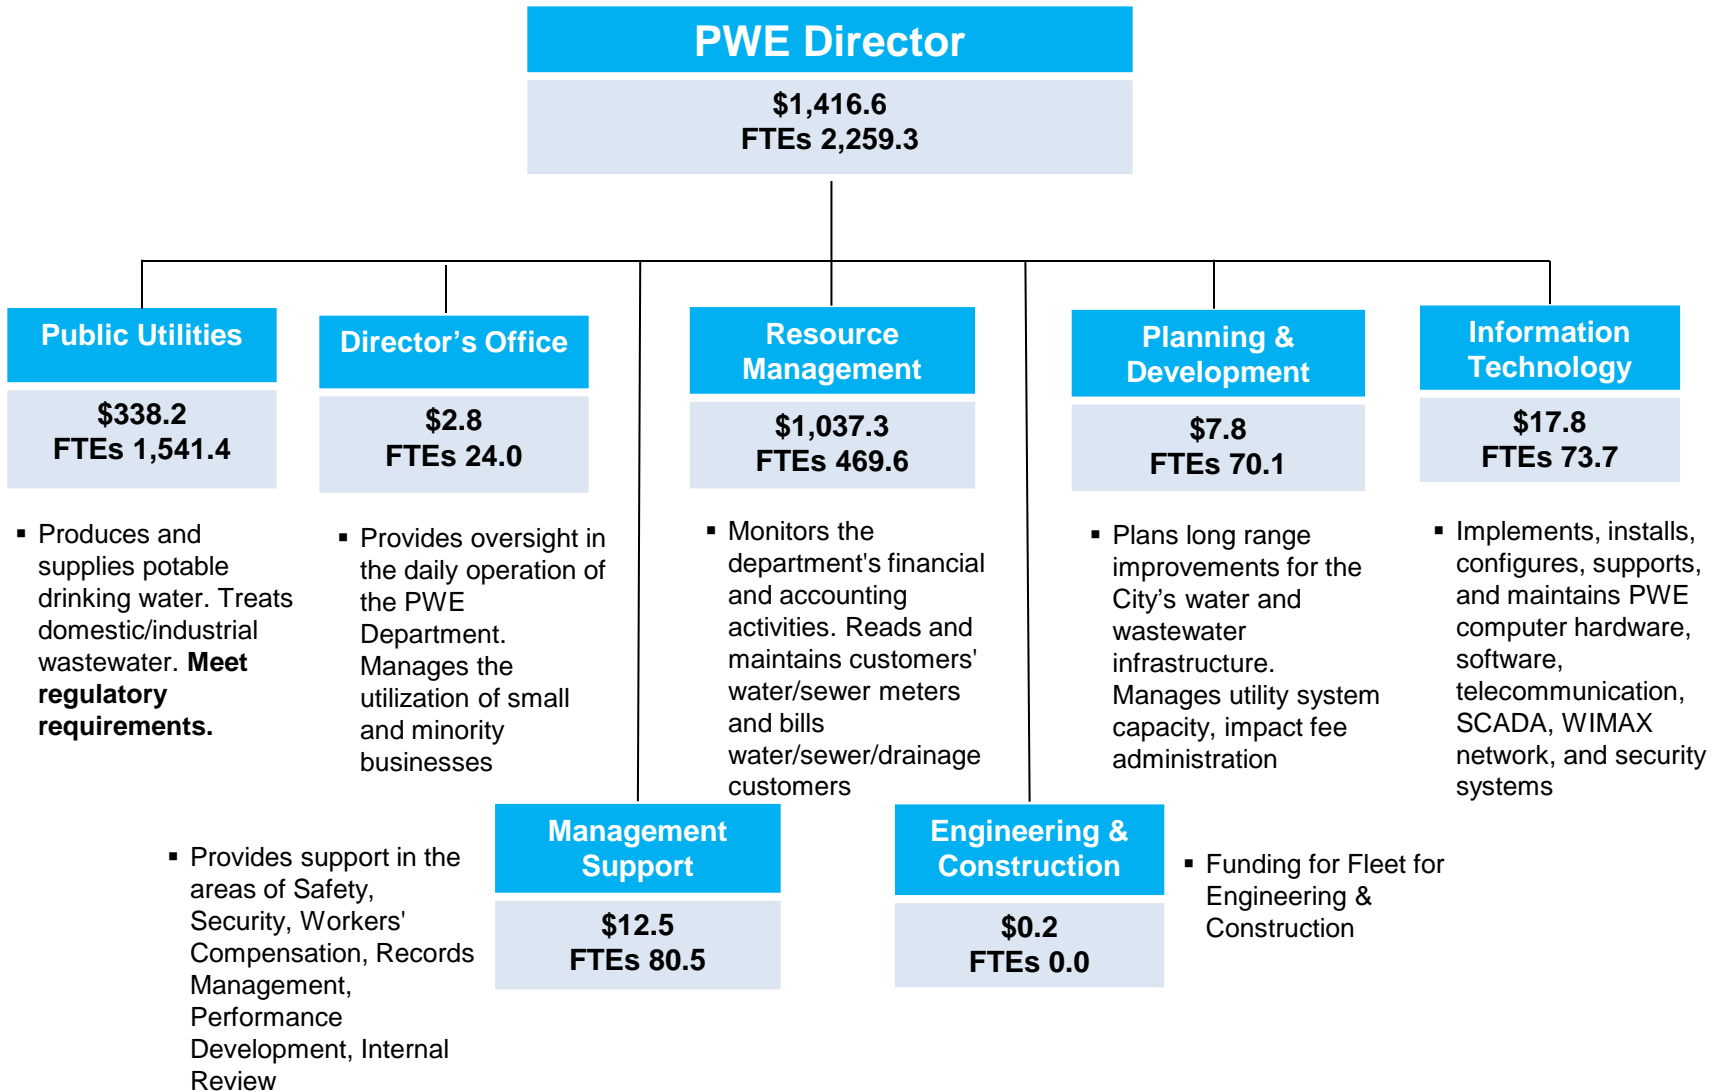 PWE Director
$1,416.6
FTEs 2,259.3
Public Utilities
$338.2
FTEs 1,541.4
▪ Produces and
supplies potable
drinking water. Treats
domestic/industrial
wastewater. Meet
regulatory
requirements.
Director’s Office
$2.8
FTEs 24.0
▪ Provides oversight in
the daily operation of
the PWE
Department.
Manages the
utilization of small
and minority
businesses
Resource
Management
$1,037.3
FTEs 469.6
▪ Monitors the
department's financial
and accounting
activities. Reads and
maintains customers'
water/sewer meters
and bills
water/sewer/drainage
customers
Planning &
Development
$7.8
FTEs 70.1
▪ Plans long range
improvements for the
City’s water and
wastewater
infrastructure.
Manages utility system
capacity, impact fee
administration
Information
Technology
$17.8
FTEs 73.7
▪ Implements, installs,
configures, supports,
and maintains PWE
computer hardware,
software,
telecommunication,
SCADA, WIMAX
network, and security
systems
▪ Provides support in the
areas of Safety,
Security, Workers'
Compensation, Records
Management,
Performance
Development, Internal
Review
Management
Support
$12.5
FTEs 80.5
Engineering &
Construction
$0.2
FTEs 0.0
▪ Funding for Fleet for
Engineering &
Construction